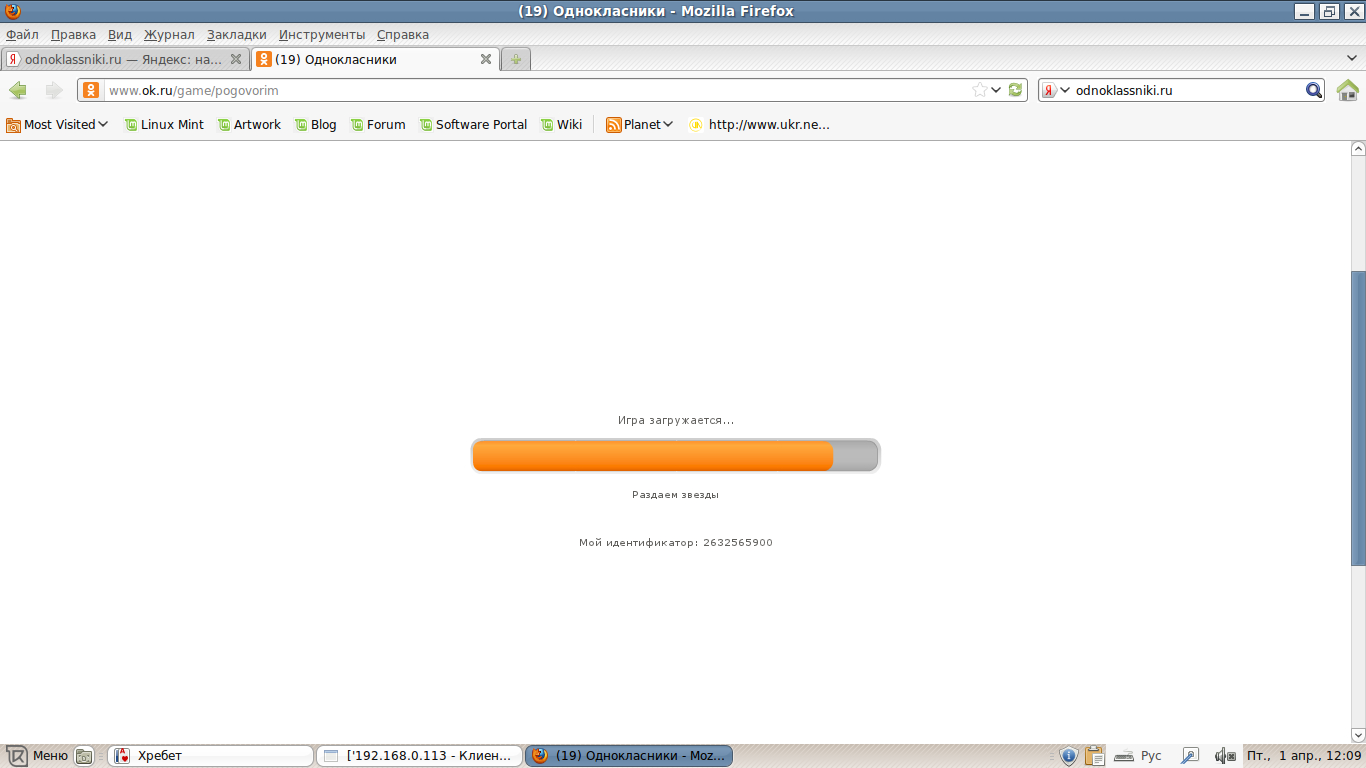 (19) Однокласники - Mozilla Firefox
Файл Правка Вид Журнал Закладки Инструменты Справка
odnoklassniki.ru — Яндекс: на... (19) Однокласники
www.ok.ru/game/pogovorim odnoklassniki.ru
Most Visited Linux Mint Artwork Blog Forum Software Portal Wiki Planet http://www.ukr.ne...
Игра загружается...
Раздаем звезды
Мой идентификатор: 2632565900
Меню Хребет ['192.168.0.113 - Клиен... (19) Однокласники - Moz... Рус Пт., 1 апр., 12:09